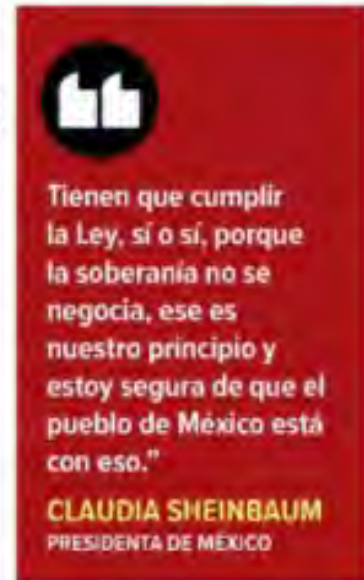 Tienen que cumplir
la Ley, sí o sí, porque
la soberanía no se
negocia, ese es
nuestro principio y
estoy segura de que el
pueblo de México está
con eso.”
CLAUDIA SHEINBAUM
PRESIDENTA DE MÉXICO